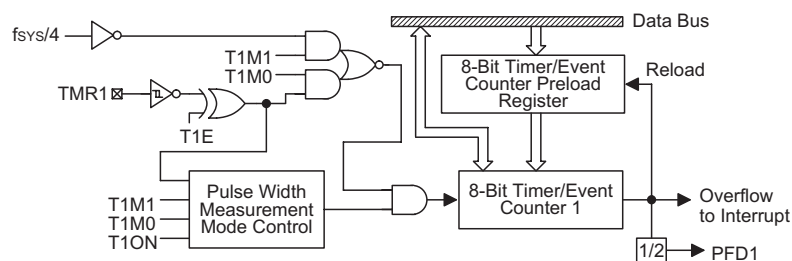 Data Bus
fSYS/4
T1M1
T1M0
8-Bit Timer/Event
Counter Preload
Register
Reload
TMR1
T1E
T1M1
T1M0
T1ON
Pulse Width
Measurement
Mode Control
8-Bit Timer/Event
Counter 1
Overflow
to Interrupt
1/2
PFD1